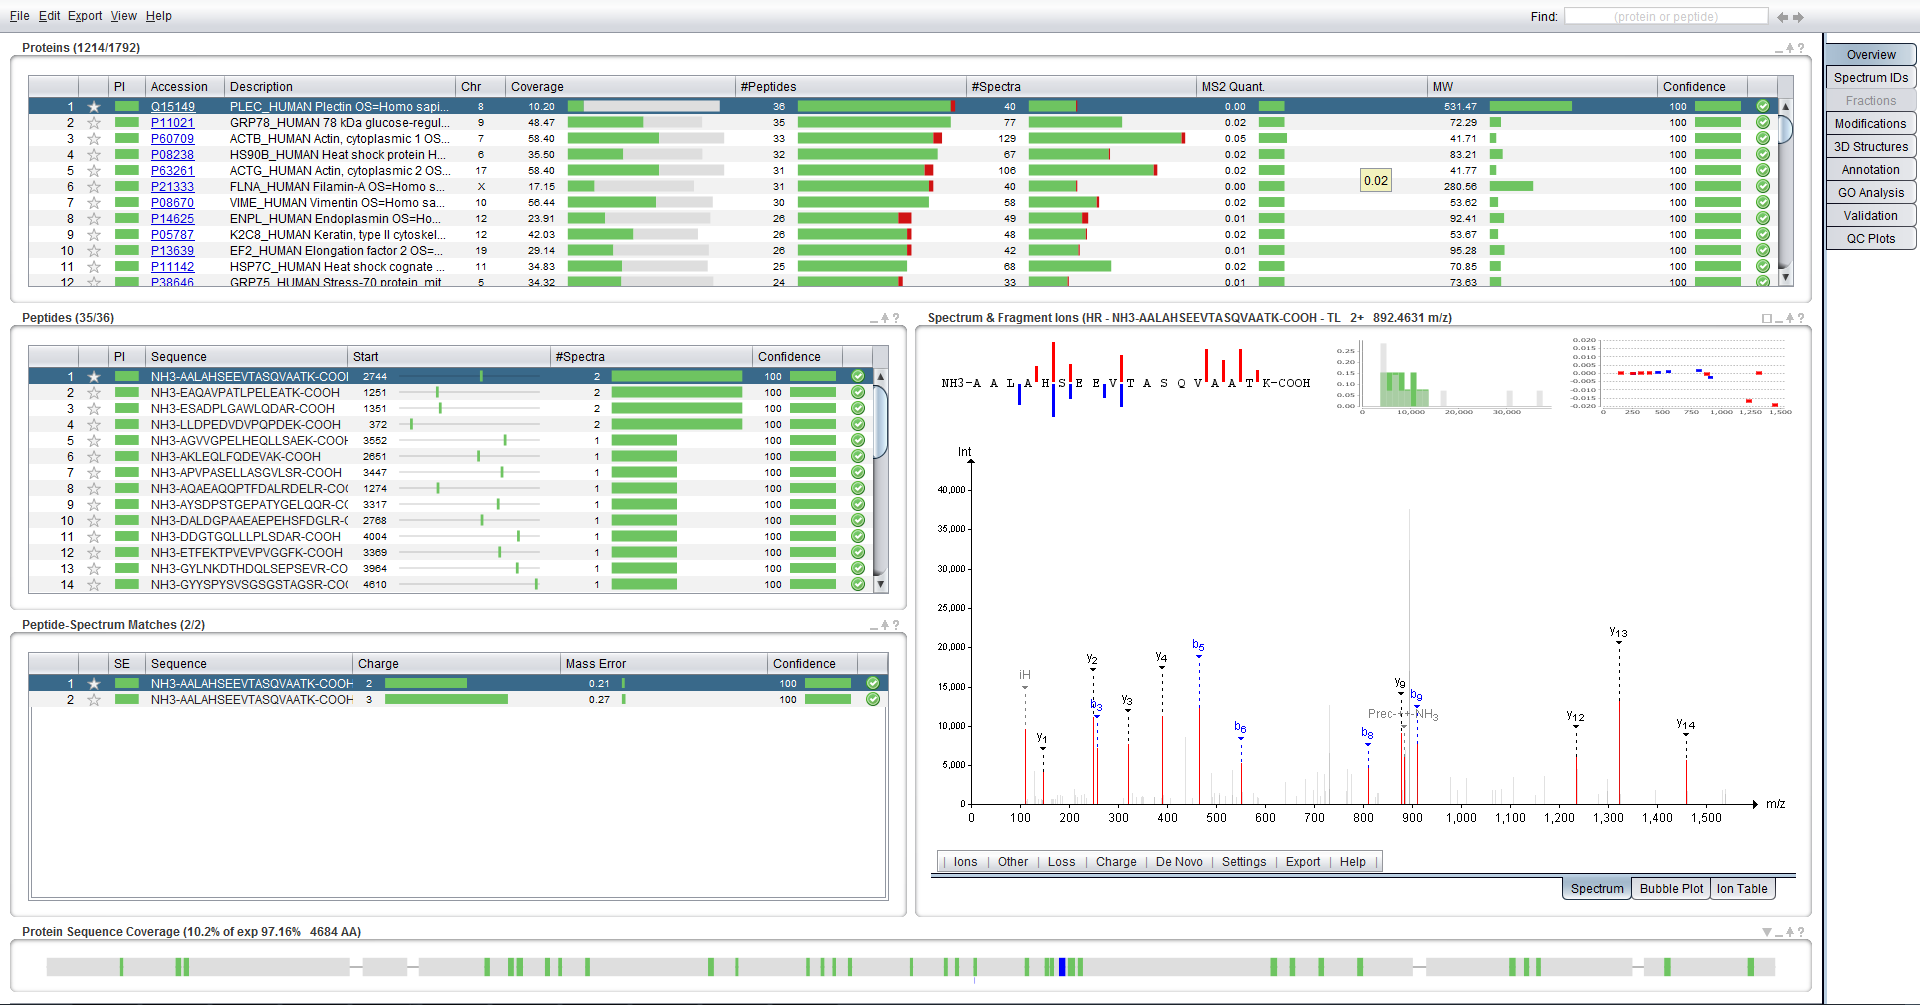 File Edit Export View Help
Find: (protein or peptide)
Proteins (1214/1792)
PI Accession Description Chr Coverage #Peptides #Spectra MS2 Quant. MW Confidence
1 Q15149 PLEC_HUMAN Plectin OS=Homo sapi... 8 10.20 36 40 0.00 531.47 100
2 P11021 GRP78_HUMAN 78 kDa glucose-regul... 9 48.47 35 77 0.02 72.29 100
3 P60709 ACTB_HUMAN Actin, cytoplasmic 1 OS... 7 58.40 33 129 0.05 41.71 100
4 P08238 HS90B_HUMAN Heat shock protein H... 6 35.50 32 67 0.02 83.21 100
5 P63261 ACTG_HUMAN Actin, cytoplasmic 2 OS... 17 58.40 31 106 0.02 41.77 100
6 P21333 FLNA_HUMAN Filamin-A OS=Homo s... X 17.15 31 40 0.00 280.56 100
7 P08670 VIME_HUMAN Vimentin OS=Homo sa... 10 56.44 30 58 0.02 53.62 100
8 P14625 ENPL_HUMAN Endoplasmin OS=Ho... 12 23.91 26 49 0.01 92.41 100
9 P05787 K2C8_HUMAN Keratin, type II cytoskel... 12 42.03 26 48 0.02 53.67 100
10 P13639 EF2_HUMAN Elongation factor 2 OS=... 19 29.14 26 42 0.01 95.28 100
11 P11142 HSP7C_HUMAN Heat shock cognate ... 11 34.83 25 68 0.02 70.85 100
12 P38646 GRP75_HUMAN Stress-70 protein, mit... 5 34.32 24 33 0.01 73.63 100
0.02
Overview
Spectrum IDs
Fractions
Modifications
3D Structures
Annotation
GO Analysis
Validation
QC Plots
Peptides (35/36)
PI Sequence Start #Spectra Confidence
1 NH3-AALAHSEEVTASQVAATK-COOH 2744 2 100
2 NH3-EAQAVPATLPELEATK-COOH 1251 2 100
3 NH3-ESADPLGAWLQDAR-COOH 1351 2 100
4 NH3-LLDPEDVDVPQPDEK-COOH 372 2 100
5 NH3-AGVVGPELHEQLLSAEK-COOH 3552 1 100
6 NH3-AKLEQLFQDEVAK-COOH 2651 1 100
7 NH3-APVPASELLASGVLSR-COOH 3447 1 100
8 NH3-AQAEAQQPTFDALRDELR-CO 1274 1 100
9 NH3-AYSDPSTGEPATYGELQQR-CO 3317 1 100
10 NH3-DALDGPAAEAEPEHSFDGLR-C 2768 1 100
11 NH3-DDGTGQLLLPLSDAR-COOH 4004 1 100
12 NH3-ETFEKTPVEVPVGGFK-COOH 3369 1 100
13 NH3-GYLNKDTHDQLSEPSEVR-CO 3964 1 100
14 NH3-GYYSPYSVSGSGSTAGSR-CO 4610 1 100
Peptide-Spectrum Matches (2/2)
SE Sequence Charge Mass Error Confidence
1 NH3-AALAHSEEVTASQVAATK-COOH 2 0.21 100
2 NH3-AALAHSEEVTASQVAATK-COOH 3 0.27 100
Spectrum & Fragment Ions (HR - NH3-AALAHSEEVTASQVAATK-COOH - TL 2+ 892.4631 m/z)
NH3-A A L A H S E E V T A S Q V A A T K-COOH
0.25
0.20
0.15
0.10
0.05
0.00
10,000 20,000 30,000
0.020
0.015
0.010
0.005
0.000
-0.005
-0.010
-0.015
-0.020
0 250 500 750 1,000 1,250 1,500
Int
40,000
35,000
30,000
25,000
20,000
15,000
10,000
5,000
0
iH y1 y2 b3 y3 y4 b5 b6 b8 y9 b9 Prec-++-NH3 y12 y13 y14
0 100 200 300 400 500 600 700 800 900 1,000 1,100 1,200 1,300 1,400 1,500 m/z
Ions Other Loss Charge De Novo Settings Export Help
Spectrum Bubble Plot Ion Table
Protein Sequence Coverage (10.2% of exp 97.16% 4684 AA)